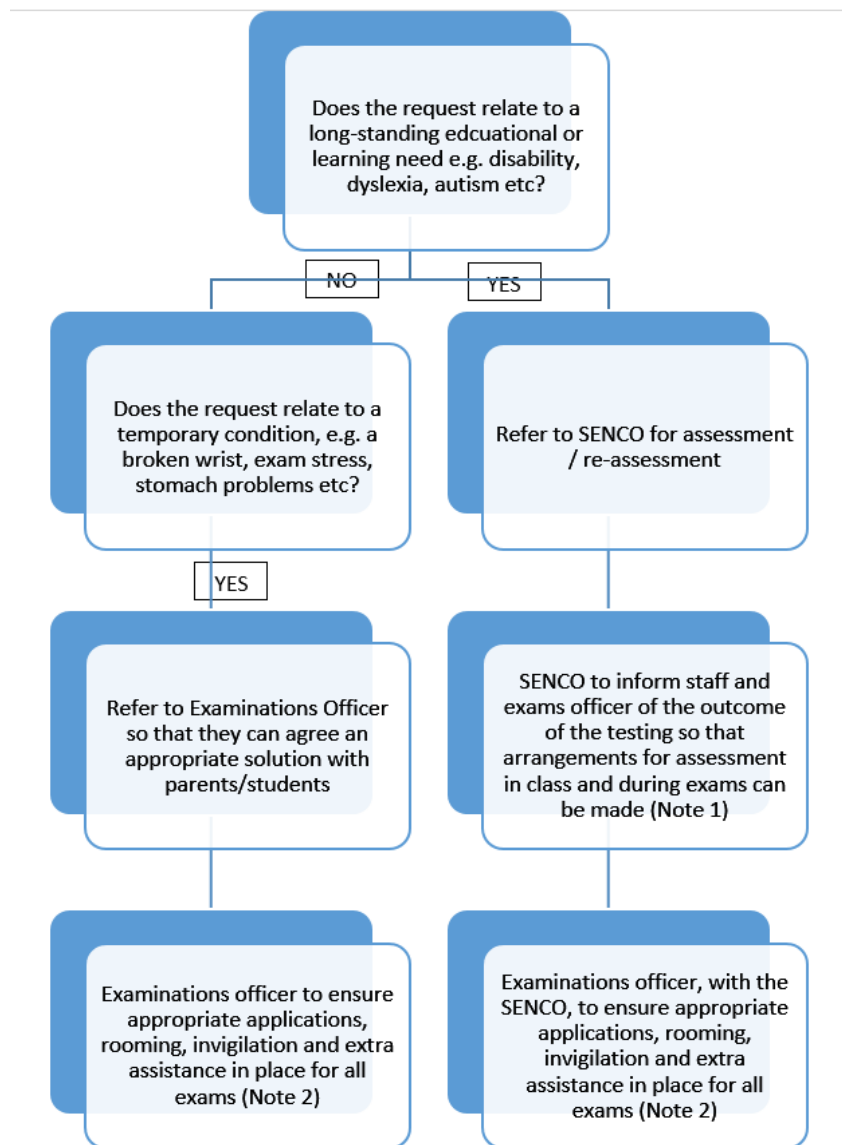 Does the request relate to a
long-standing edcuational or
learning need e.g. disability,
dyslexia, autism etc?
NO
YES
Does the request relate to a
temporary condition, e.g. a
broken wrist, exam stress,
stomach problems etc?
Refer to SENCO for assessment
/ re-assessment
YES
Refer to Examinations Officer
so that they can agree an
appropriate solution with
parents/students
SENCO to inform staff and
exams officer of the outcome
of the testing so that
arrangements for assessment
in class and during exams can
be made (Note 1)
Examinations officer to ensure
appropriate applications,
rooming, invigilation and extra
assistance in place for all
exams (Note 2)
Examinations officer, with the
SENCO, to ensure appropriate
applications, rooming,
invigilation and extra
assistance in place for all
exams (Note 2)